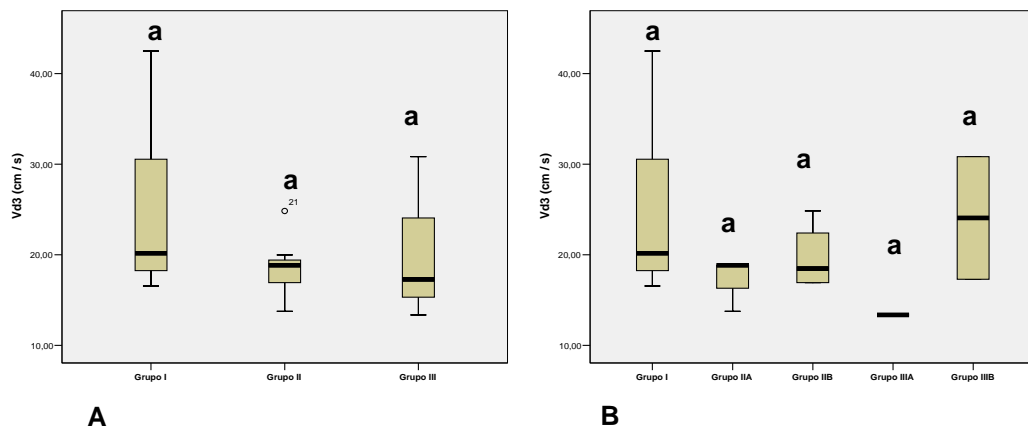 a
a
a
21
40,00
30,00
20,00
10,00
Vd3 (cm / s)
Grupo I
Grupo II
Grupo III
A
a
a
a
a
a
40,00
30,00
20,00
10,00
Vd3 (cm / s)
Grupo I
Grupo IIA
Grupo IIB
Grupo IIIA
Grupo IIIB
B